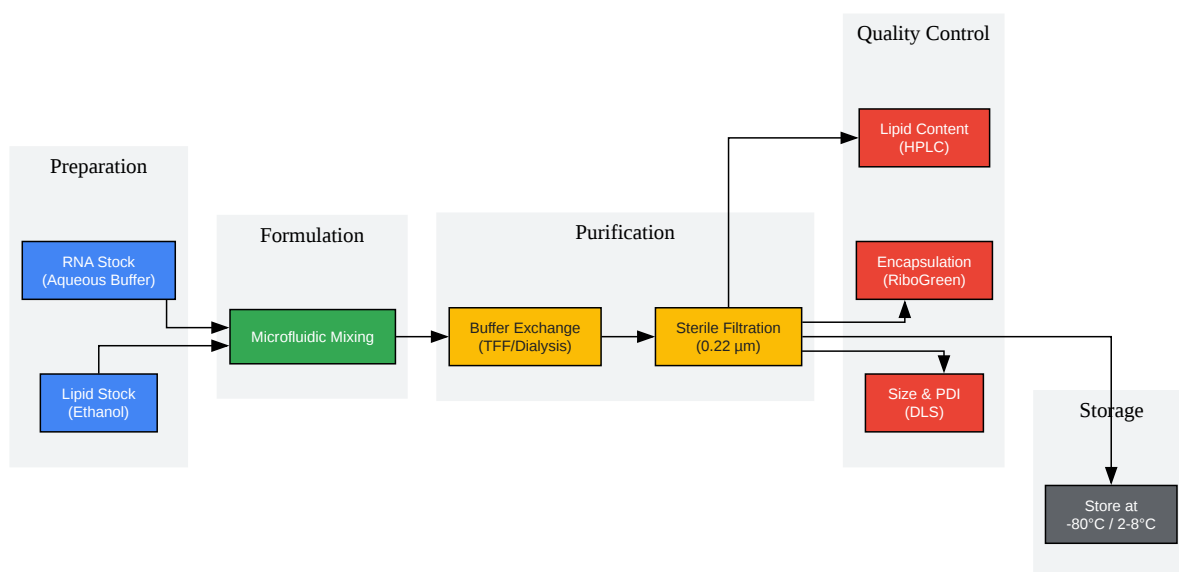 Preparation
RNA Stock
(Aqueous Buffer)
Lipid Stock
(Ethanol)
Formulation
Microfluidic Mixing
Purification
Buffer Exchange
(TFF/Dialysis)
Sterile Filtration
(0.22 µm)
Quality Control
Lipid Content
(HPLC)
Encapsulation
(RiboGreen)
Size & PDI
(DLS)
Storage
Store at
-80°C / 2-8°C